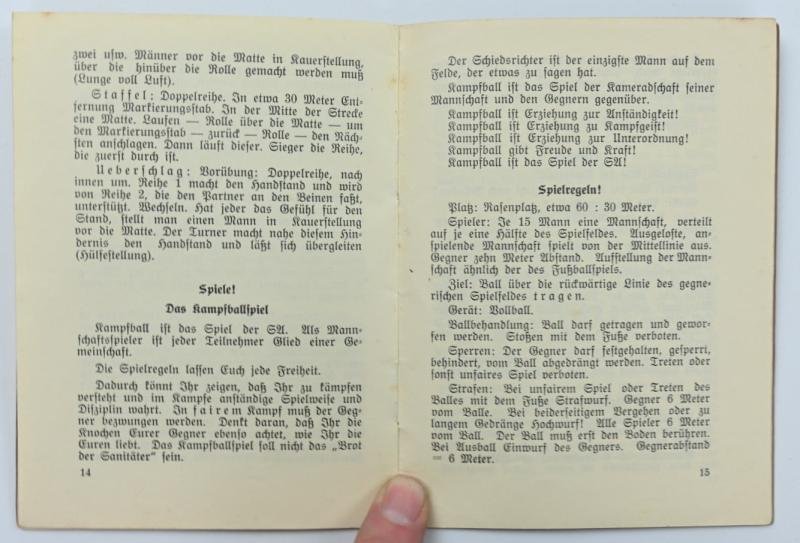 zwei usw. Männer vor die Matte in Kauerstellung,
über die hinüber die Rolle gemacht werden muß
(Lunge voll Luft).
Staffel: Doppelreihe. In etwa 30 Meter Ent-
fernung Markierungsstab. In der Mitte der Strecke
eine Matte. Laufen — Rolle über die Matte — um
den Markierungsstab — zurück — Rolle — den Näch-
sten anschlagen. Dann läuft dieser. Sieger die Reihe,
die zuerst durch ist.
Ueberschlag: Vorübung: Doppelreihe, nach
innen um. Reihe 1 macht den Handstand und wird
von Reihe 2, die den Partner an den Beinen faßt,
unterstützt. Wechseln. Hat jeder das Gefühl für den
Stand, stellt man einen Mann in Kauerstellung
vor die Matte. Der Turner macht nahe diesem Hin-
dernis den Handstand und läßt sich übergleiten
(Hülfestellung).
Spiele!
Das Kampfballspiel
Kampfball ist das Spiel der SA. Als Mann-
schaftsspieler ist jeder Teilnehmer Glied einer Ge-
meinschaft.
Die Spielregeln lassen Euch jede Freiheit.
Dadurch könnt Ihr zeigen, daß Ihr zu kämpfen
versteht und im Kampfe anständige Spielweise und
Disziplin wahrt. In fairem Kampf muß der Geg-
ner bezwungen werden. Denkt daran, daß Ihr die
Knochen Eurer Gegner ebenso achtet, wie Ihr die
Euren liebt. Das Kampfballspiel soll nicht das „Brot
der Sanitäter“ sein.
14
Der Schiedsrichter ist der einzigste Mann auf dem
Felde, der etwas zu sagen hat.
Kampfball ist das Spiel der Kameradschaft seiner
Mannschaft und den Gegnern gegenüber.
Kampfball ist Erziehung zur Anständigkeit!
Kampfball ist Erziehung zu Kampfgeist!
Kampfball ist Erziehung zur Unterordnung!
Kampfball gibt Freude und Kraft!
Kampfball ist das Spiel der SA!
Spielregeln!
Platz: Rasenplatz, etwa 60 : 30 Meter.
Spieler: Je 15 Mann eine Mannschaft, verteilt
auf je eine Hälfte des Spielfeldes. Ausgeloste, an-
spielende Mannschaft spielt von der Mittellinie aus.
Gegner zehn Meter Abstand. Aufstellung der Mann-
schaft ähnlich der des Fußballspiels.
Ziel: Ball über die rückwärtige Linie des gegne-
rischen Spielfeldes tragen.
Gerät: Vollball.
Ballbehandlung: Ball darf getragen und gewor-
fen werden. Stoßen mit dem Fuße verboten.
Sperren: Der Gegner darf festgehalten, gesperrt,
behindert, vom Ball abgedrängt werden. Treten oder
sonst unfaires Spiel verboten.
Strafen: Bei unfairem Spiel oder Treten des
Balles mit dem Fuße Strafwurf. Gegner 6 Meter
vom Balle. Bei beiderseitigem Vergehen oder zu
langem Gedränge Hochwurf! Alle Spieler 6 Meter
vom Ball. Der Ball muß erst den Boden berühren.
Bei Ausball Einwurf des Gegners. Gegnerabstand
= 6 Meter.
15